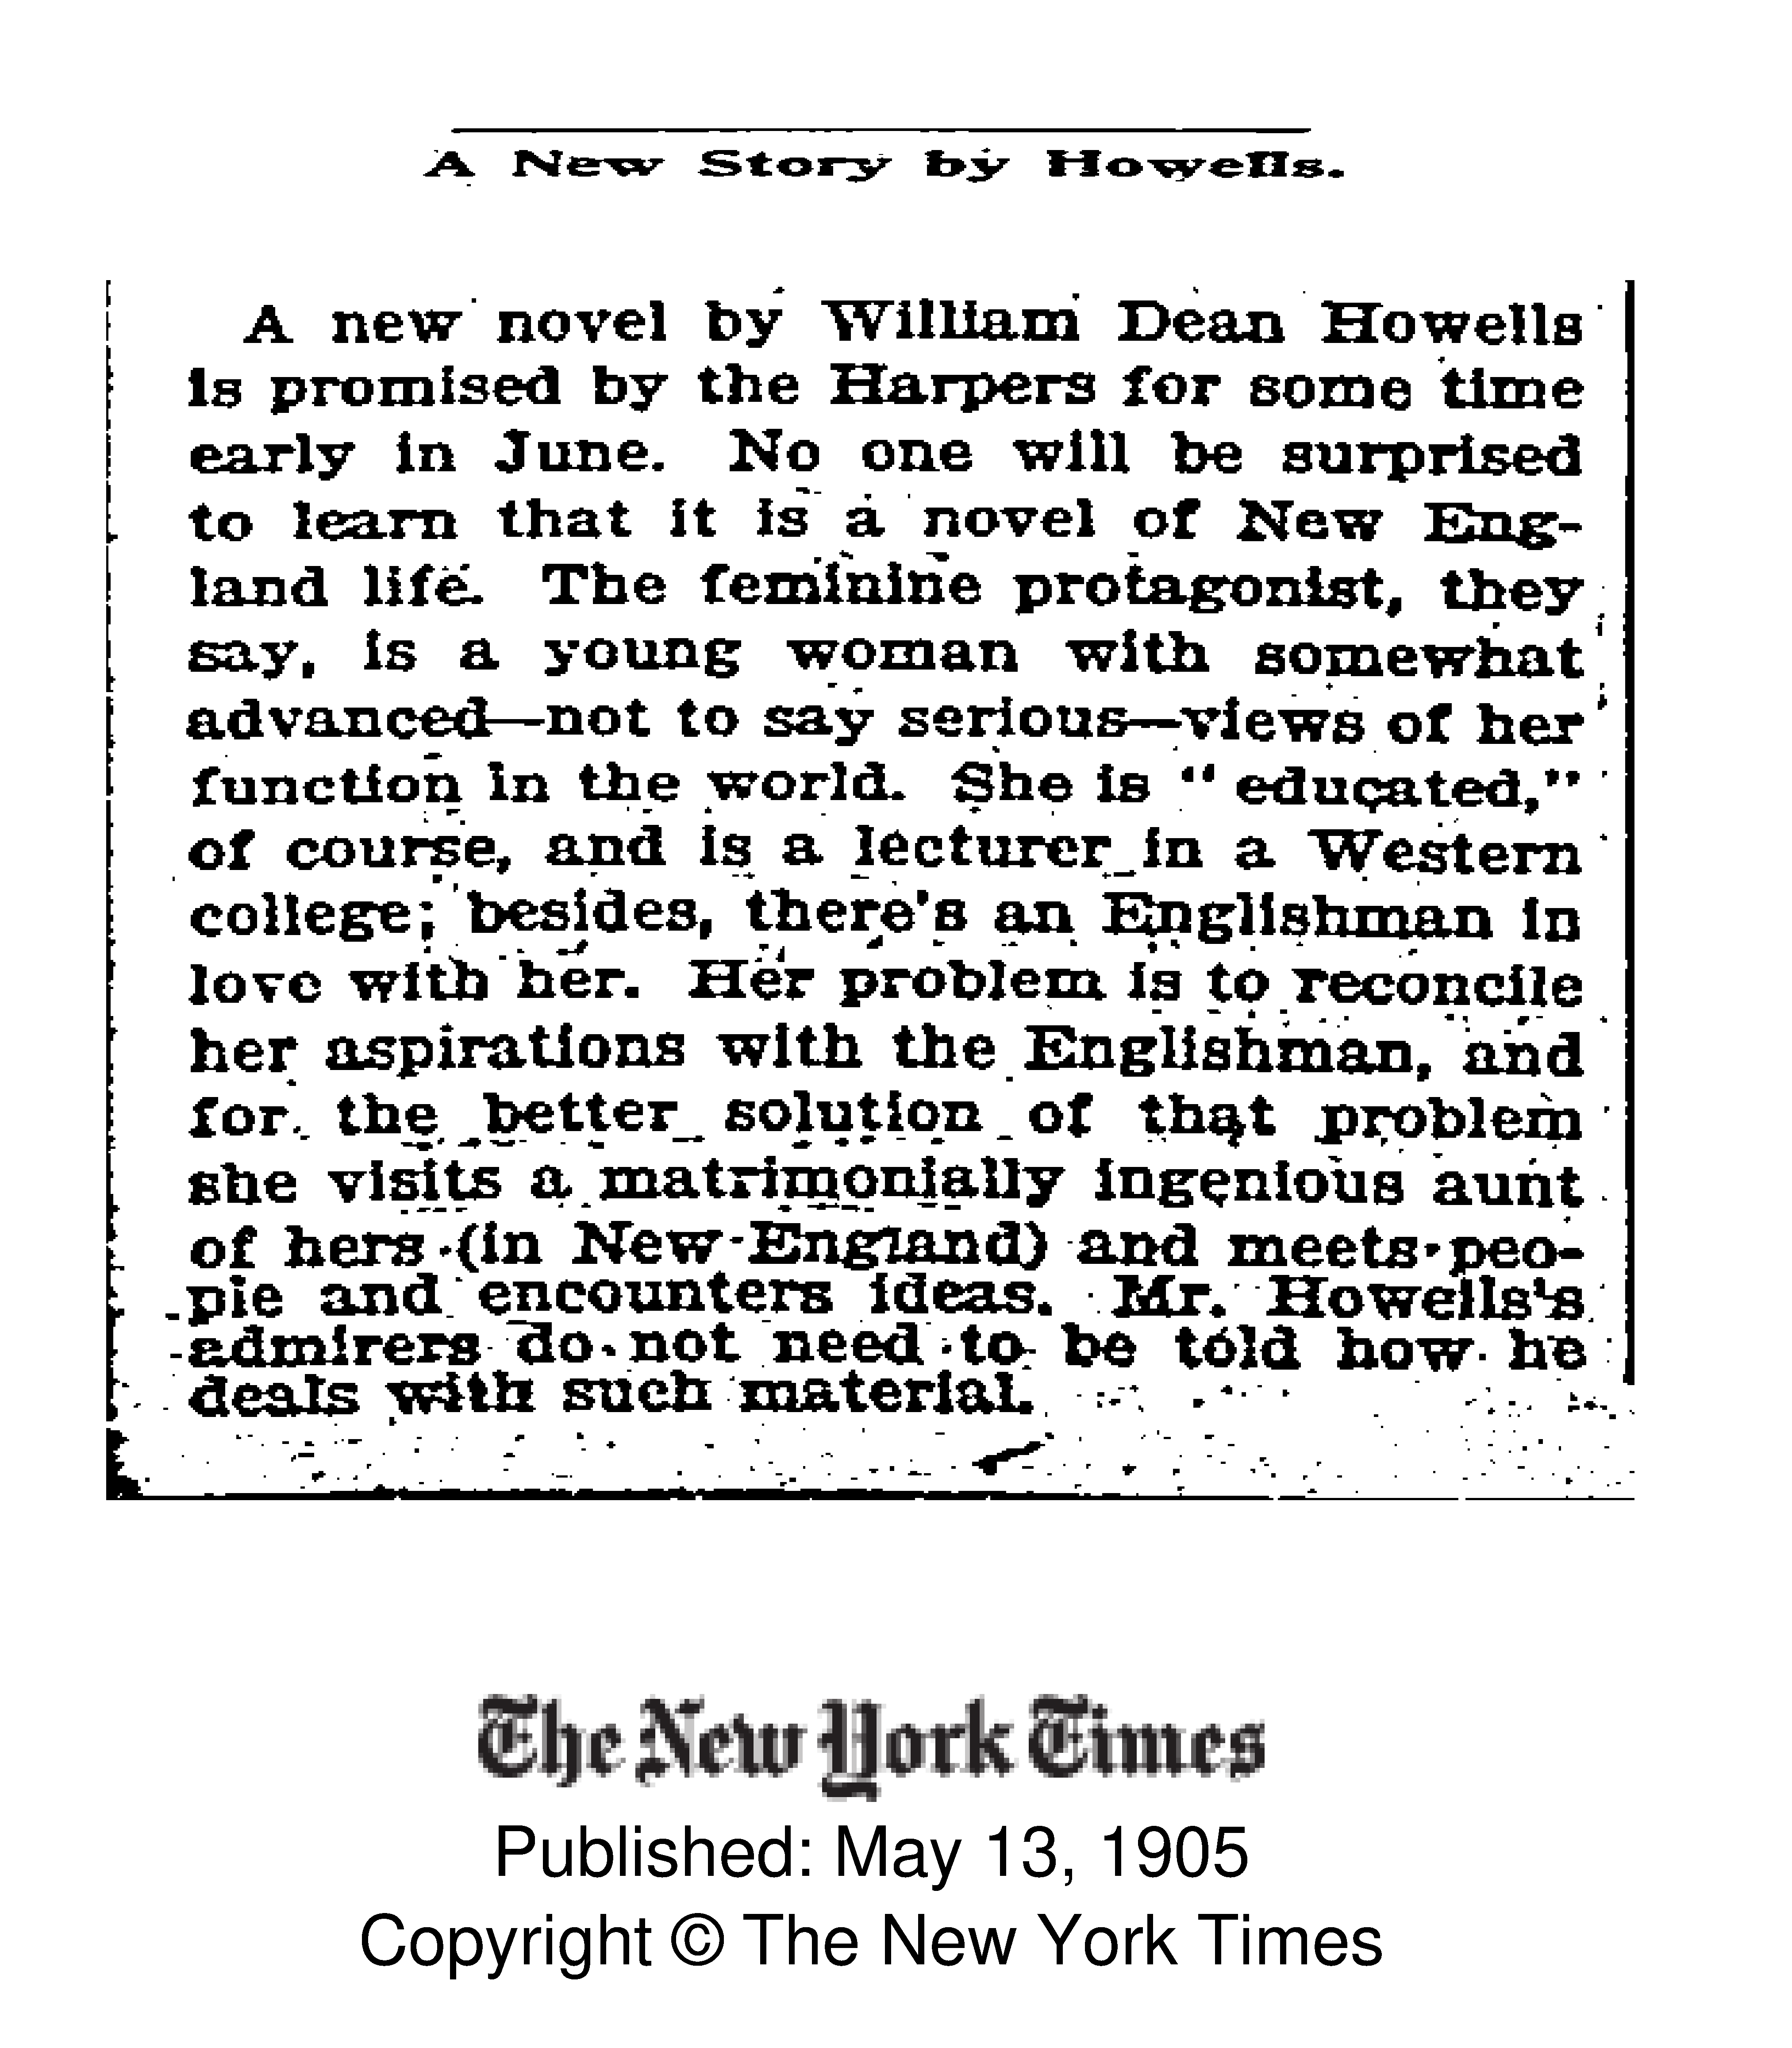 A New Story by Howells.
A new novel by William Dean Howells
is promised by the Harpers for some time
early in June. No one will be surprised
to learn that it is a novel of New Eng-
land life. The feminine protagonist, they
say, is a young woman with somewhat
advanced—not to say serious—views of her
function in the world. She is "educated,"
of course, and is a lecturer in a Western
college; besides, there's an Englishman in
love with her. Her problem is to reconcile
her aspirations with the Englishman, and
for the better solution of that problem
she visits a matrimonially ingenious aunt
of hers (in New England) and meets peo-
ple and encounters ideas. Mr. Howells's
admirers do not need to be told how he
deals with such material.
The New York Times
Published: May 13, 1905
Copyright © The New York Times